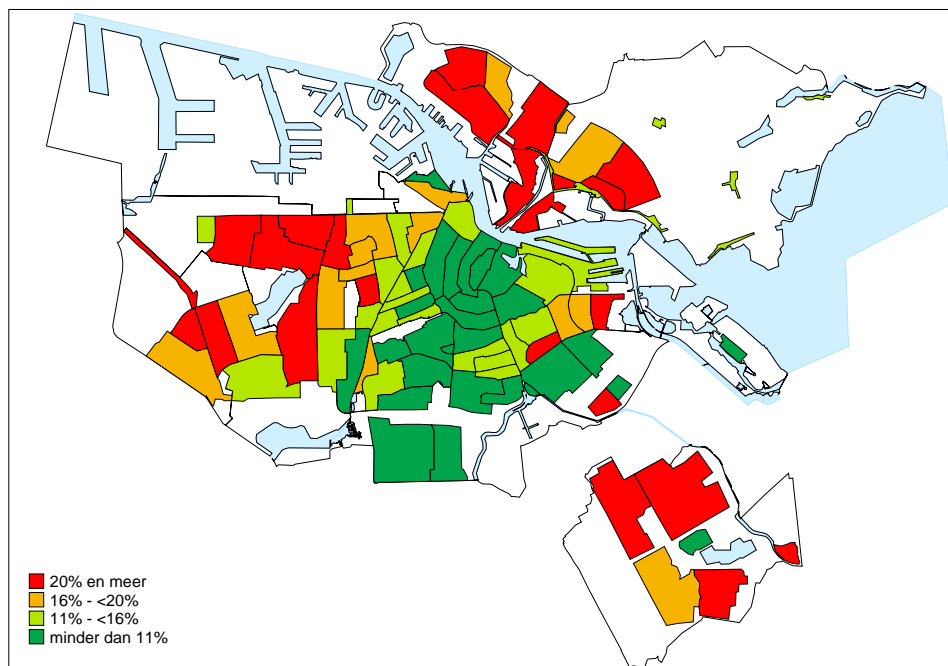 20% en meer
16% - <20%
11% - <16%
minder dan 11%